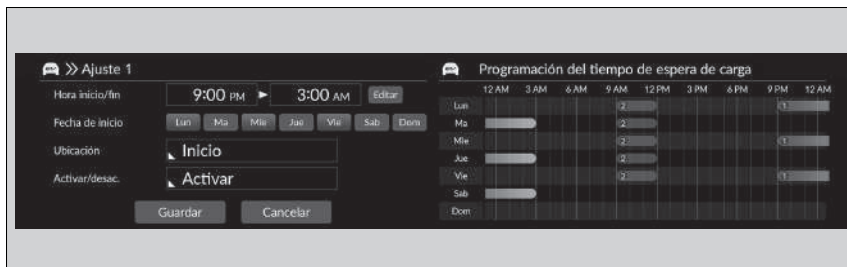 Ajuste 1
Hora inicio/fin
9:00 PM
3:00 AM
Editar
Fecha de inicio
Lun Ma Mie Jue Vie Sab Dom
Ubicación
Inicio
Activar/desac.
Activar
Guardar
Cancelar
Programación del tiempo de espera de carga
12 AM 3 AM 6 AM 9 AM 12 PM 3 PM 6 PM 9 PM 12 AM
Lun 2 1
Ma 2
Mie 2 1
Jue 2
Vie 2 1
Sab
Dom